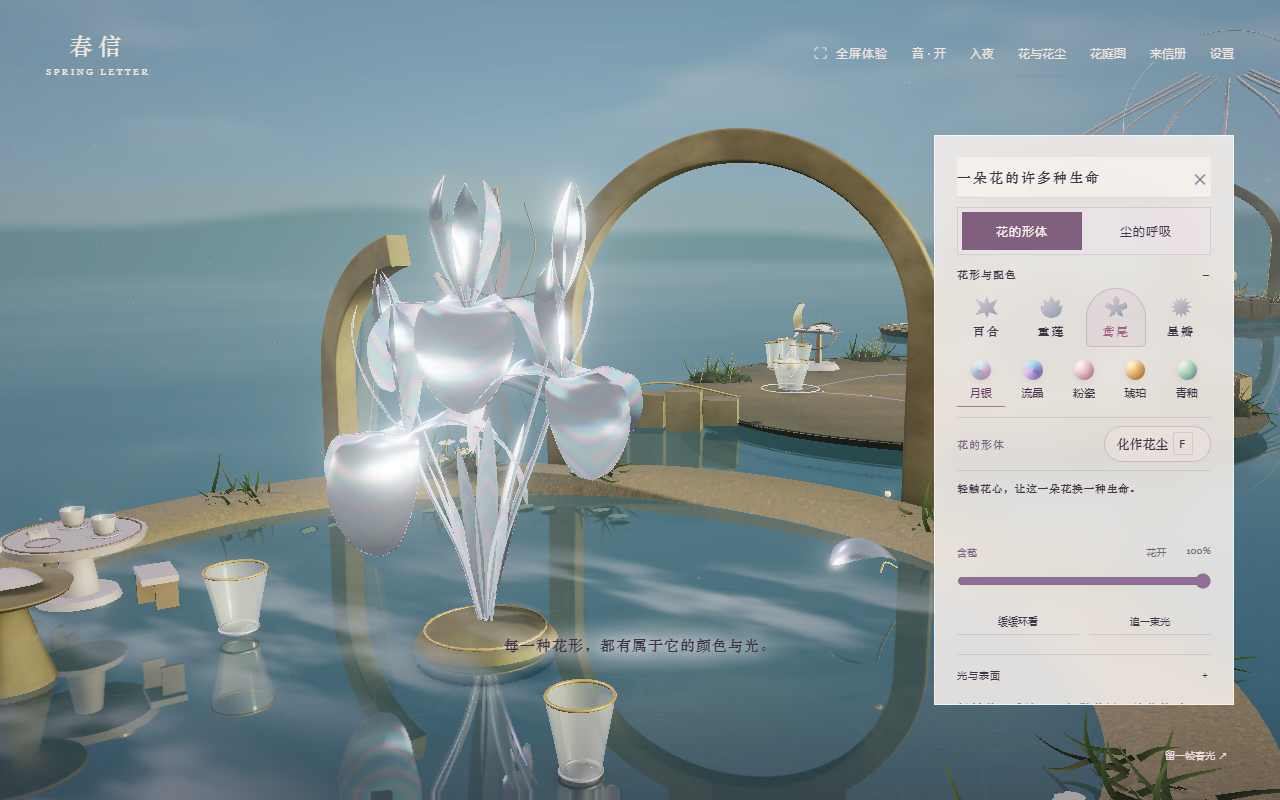 春信
SPRING LETTER
全屏体验 音·开 入夜 花与花尘 花庭图 来信册 设置
一朵花的许多种生命
花的形体 尘的呼吸
花形与配色
百合 重莲 鸢尾 星瓣
月银 流晶 粉瓷 琥珀 青釉
花的形体 化作花尘 F
轻触花心，让这一朵花换一种生命。
含苞 花开 100%
缓缓环看 追一束光
光与表面 +
每一种花形，都有属于它的颜色与光。
留一帧春光 ↗